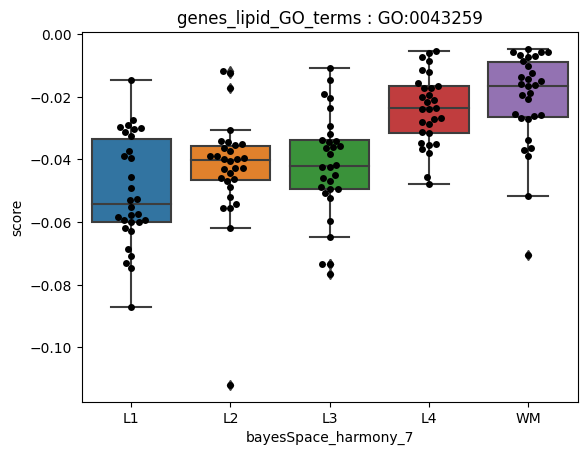 genes_lipid_GO_terms : GO:0043259
0.00
−0.02
−0.04
−0.06
−0.08
−0.10
score
L1 L2 L3 L4 WM
bayesSpace_harmony_7